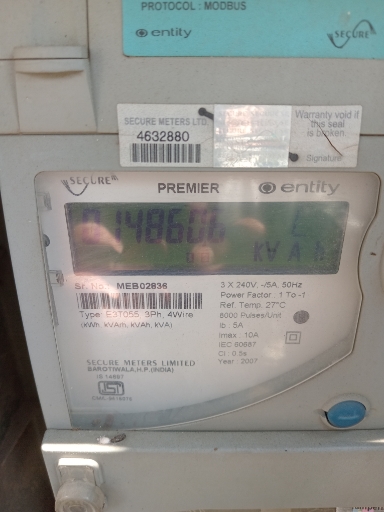 PROTOCOL : MODBUS
entity
SECURE
SECURE METERS LTD
4632880
Warranty void if
this seal
is broken
Signature
SECURE
PREMIER
entity
kVAh
Sr. No.: MEB02836
Type: E3T055, 3Ph, 4Wire
(kWh, kVArh, kVAh, kVA)
3 X 240V, -/5A, 50Hz
Power Factor : 1 To -1
Ref. Temp. 27°C
8000 Pulses/Unit
Ib : 5A
Imax : 10A
IEC 60687
Cl : 0.5s
Year : 2007
SECURE METERS LIMITED
BAROTIWALA, H.P. (INDIA)
IS 14697
ISI